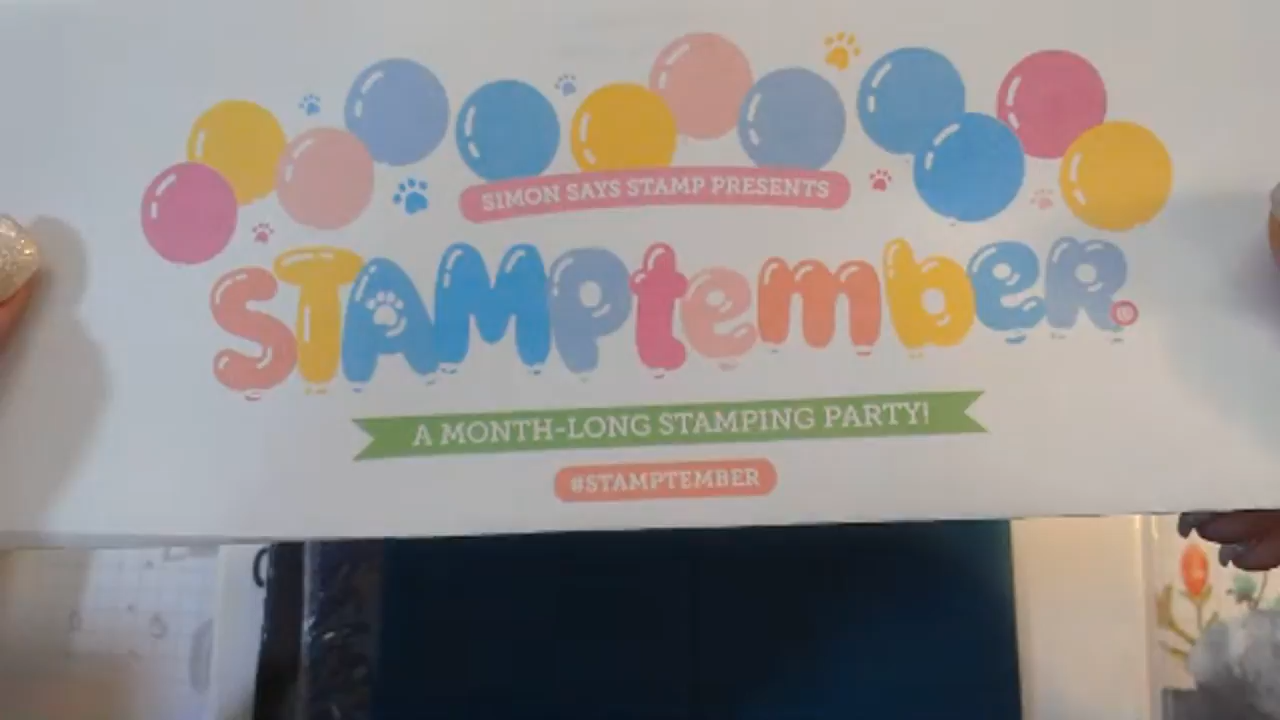 SIMON SAYS STAMP PRESENTS
STAMPtember®
A MONTH-LONG STAMPING PARTY!
#STAMPTEMBER